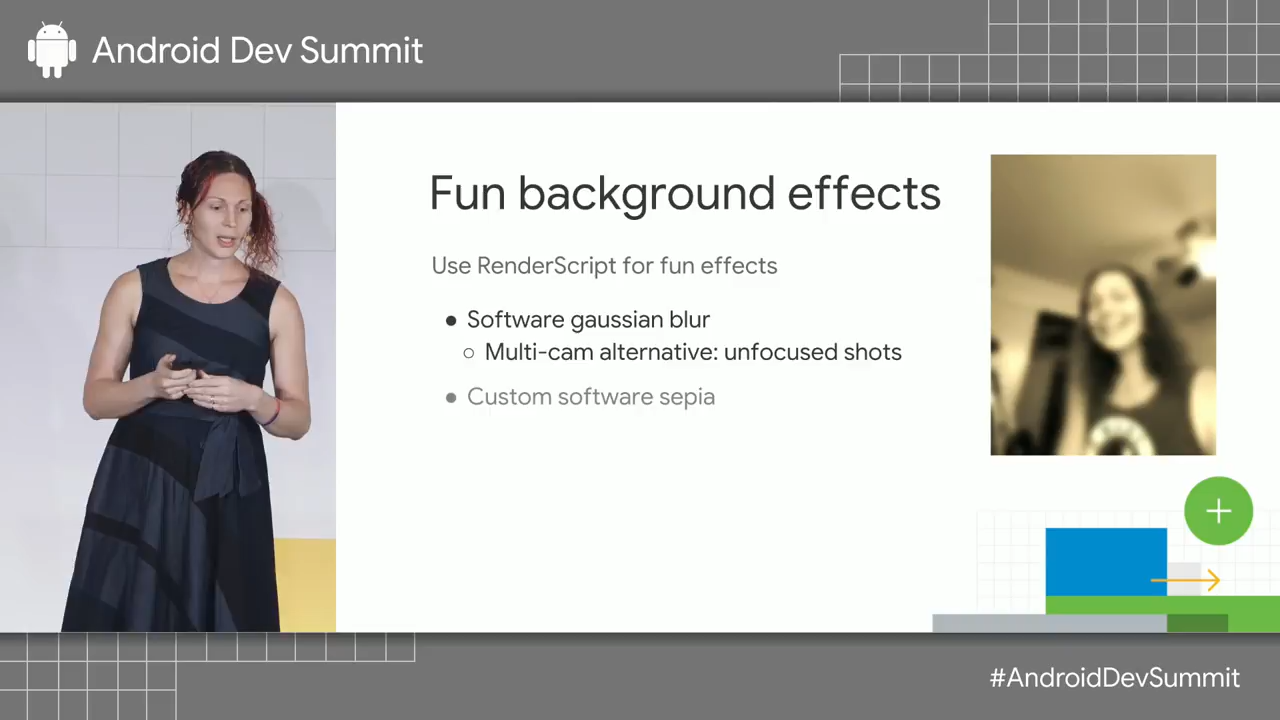 Android Dev Summit
Fun background effects
Use RenderScript for fun effects
● Software gaussian blur
○ Multi-cam alternative: unfocused shots
● Custom software sepia
#AndroidDevSummit